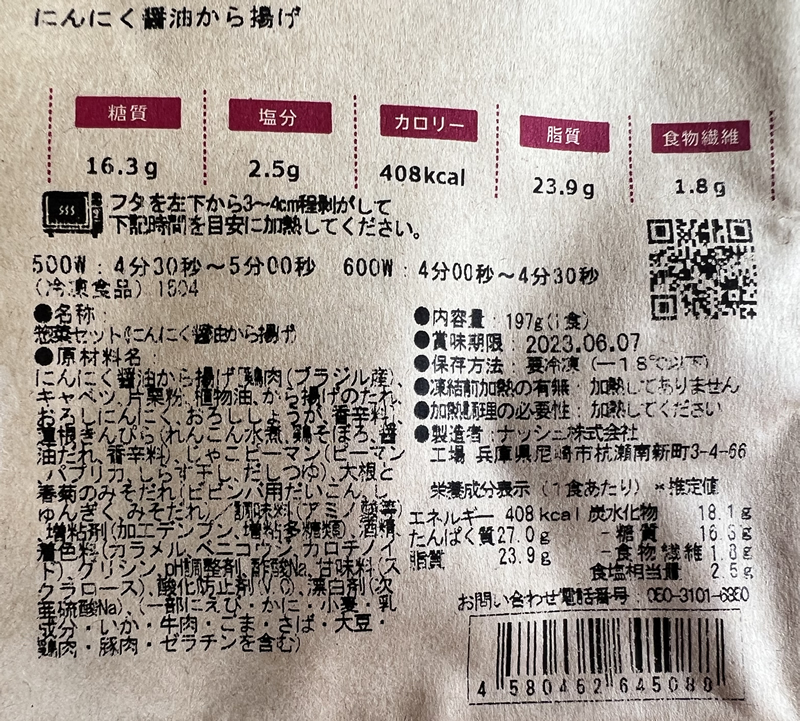 にんにく醤油から揚げ
糖質 塩分 カロリー 脂質 食物繊維
16.3g 2.5g 408kcal 23.9g 1.8g
フタを左下から3〜4cm程剝がして
下記時間を目安に加熱してください。
500W：4分30秒〜5分00秒 600W：4分00秒〜4分30秒
(冷凍食品) 1504
●名称：
惣菜セット(にんにく醤油から揚げ)
●原材料名：
にんにく醤油から揚げ[鶏肉(ブラジル産)、
キャベツ、片栗粉、植物油、から揚げのたれ、
おろしにんにく、おろししょうが、香辛料]、
蓮根きんぴら(れんこん水煮、鶏そぼろ、醤
油だれ、香辛料)、じゃこピーマン(ピーマン
、パプリカ、しらす干し、だしつゆ)、大根と
春菊のみそだれ(ビビンバ用だいこん、し
ゅんぎく、みそだれ)／調味料(アミノ酸等)
、増粘剤(加工デンプン、増粘多糖類)、酒精、
着色料(カラメル、ベニコウジ、カロチノイ
ド)、グリシン、pH調整剤、酢酸Na、甘味料(ス
クラロース)、酸化防止剤(V.C)、漂白剤(次
亜硫酸Na)、(一部にえび・かに・小麦・乳
成分・いか・牛肉・ごま・さば・大豆・
鶏肉・豚肉・ゼラチンを含む)
●内容量：197g(1食)
●賞味期限：2023.06.07
●保存方法：要冷凍(－18℃以下)
●凍結前加熱の有無：加熱してありません
●加熱調理の必要性：加熱してください
●製造者：ナッシュ株式会社
工場 兵庫県尼崎市杭瀬南新町3-4-66
栄養成分表示(1食あたり)*推定値
エネルギー 408kcal 炭水化物 18.1g
たんぱく質 27.0g -糖質 16.3g
脂質 23.9g -食物繊維 1.8g
食塩相当量 2.5g
お問い合わせ電話番号：050-3101-6380
4 580462 645088